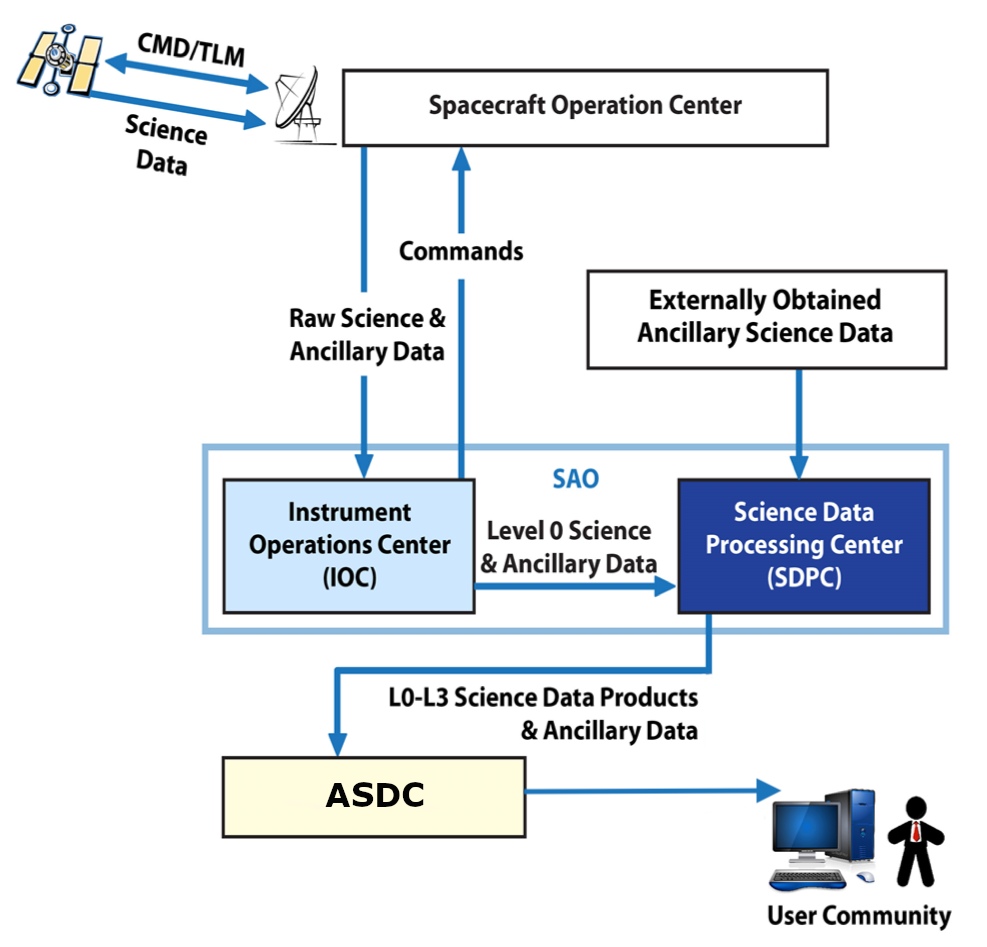 CMD/TLM
Science
Data
Spacecraft Operation Center
Commands
Raw Science &
Ancillary Data
Externally Obtained
Ancillary Science Data
SAO
Instrument
Operations Center
(IOC)
Level 0 Science
& Ancillary Data
Science Data
Processing Center
(SDPC)
L0-L3 Science Data Products
& Ancillary Data
ASDC
User Community